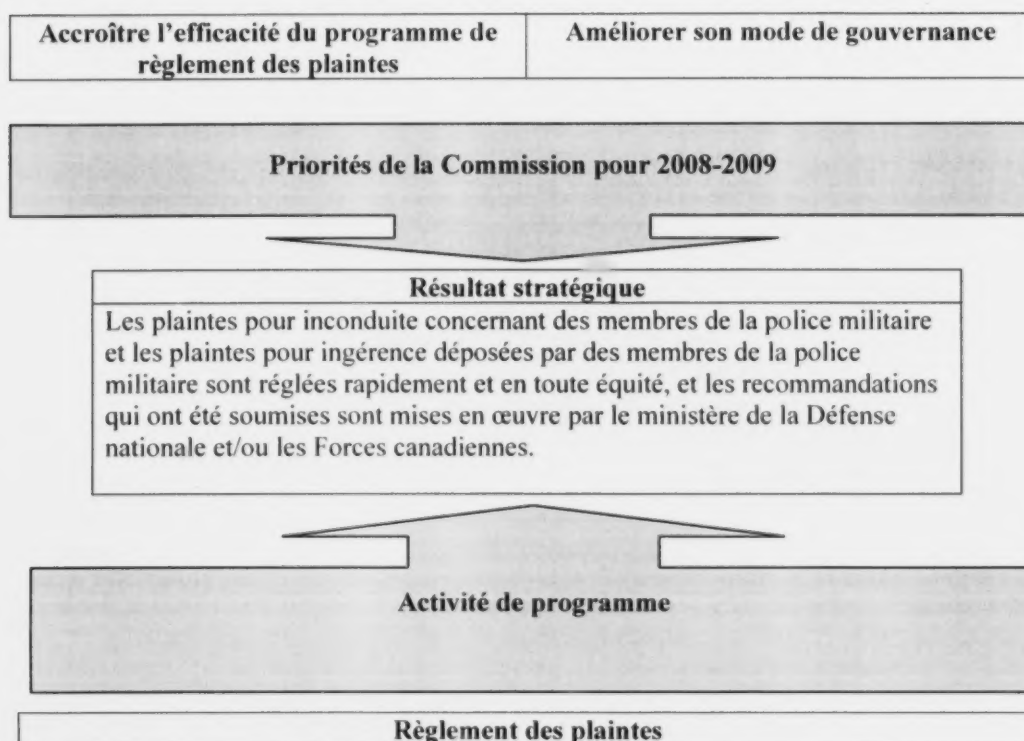 Accroître l'efficacité du programme de
règlement des plaintes
Améliorer son mode de gouvernance
Priorités de la Commission pour 2008-2009
Résultat stratégique
Les plaintes pour inconduite concernant des membres de la police militaire
et les plaintes pour ingérence déposées par des membres de la police
militaire sont réglées rapidement et en toute équité, et les recommandations
qui ont été soumises sont mises en œuvre par le ministère de la Défense
nationale et/ou les Forces canadiennes.
Activité de programme
Règlement des plaintes